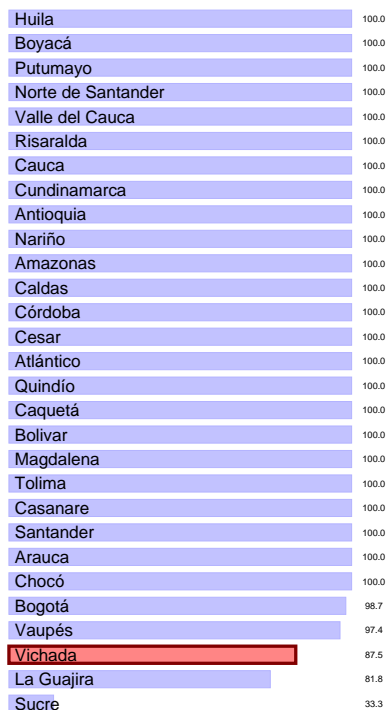 Huila 100.0
Boyacá 100.0
Putumayo 100.0
Norte de Santander 100.0
Valle del Cauca 100.0
Risaralda 100.0
Cauca 100.0
Cundinamarca 100.0
Antioquia 100.0
Nariño 100.0
Amazonas 100.0
Caldas 100.0
Córdoba 100.0
Cesar 100.0
Atlántico 100.0
Quindío 100.0
Caquetá 100.0
Bolivar 100.0
Magdalena 100.0
Tolima 100.0
Casanare 100.0
Santander 100.0
Arauca 100.0
Chocó 100.0
Bogotá 98.7
Vaupés 97.4
Vichada 87.5
La Guajira 81.8
Sucre 33.3